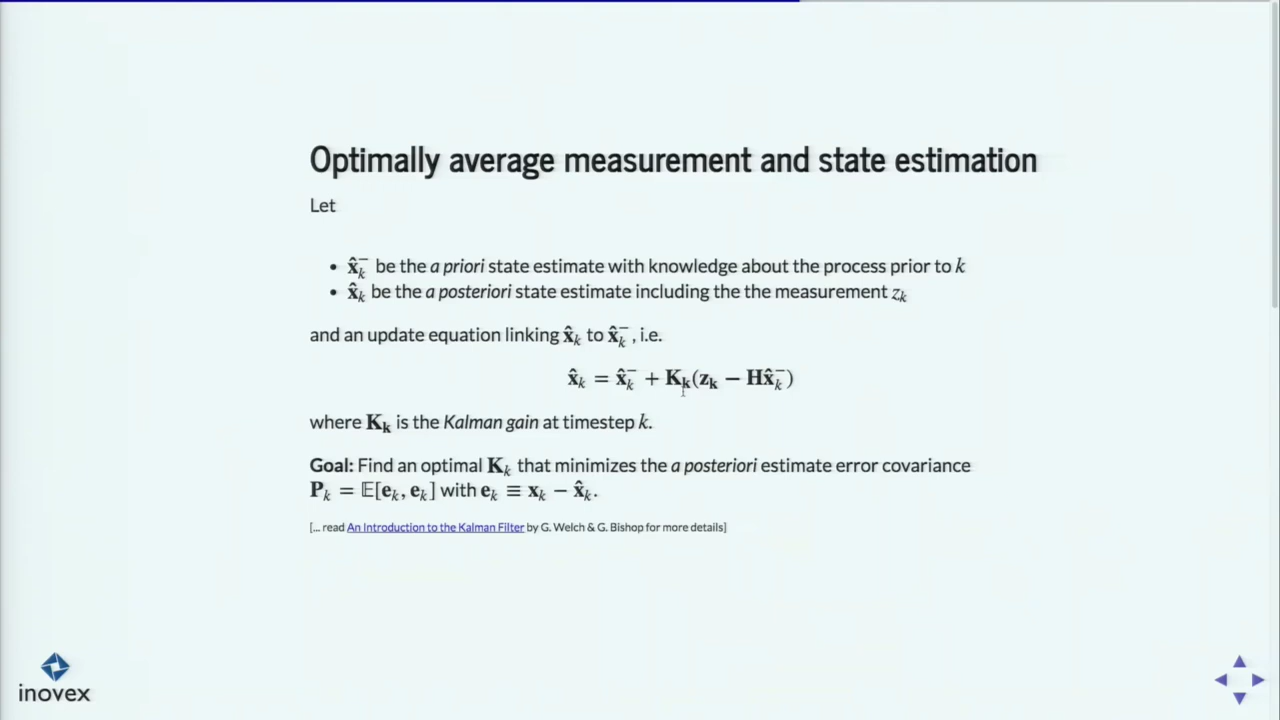 Optimally average measurement and state estimation
Let
• x̂ₖ⁻ be the a priori state estimate with knowledge about the process prior to k
• x̂ₖ be the a posteriori state estimate including the the measurement zₖ
and an update equation linking x̂ₖ to x̂ₖ⁻, i.e.
x̂ₖ = x̂ₖ⁻ + Kₖ(zₖ − Hx̂ₖ⁻)
where Kₖ is the Kalman gain at timestep k.
Goal: Find an optimal Kₖ that minimizes the a posteriori estimate error covariance
Pₖ = 𝔼[eₖ, eₖ] with eₖ ≡ xₖ − x̂ₖ.
[... read An Introduction to the Kalman Filter by G. Welch & G. Bishop for more details]
inovex